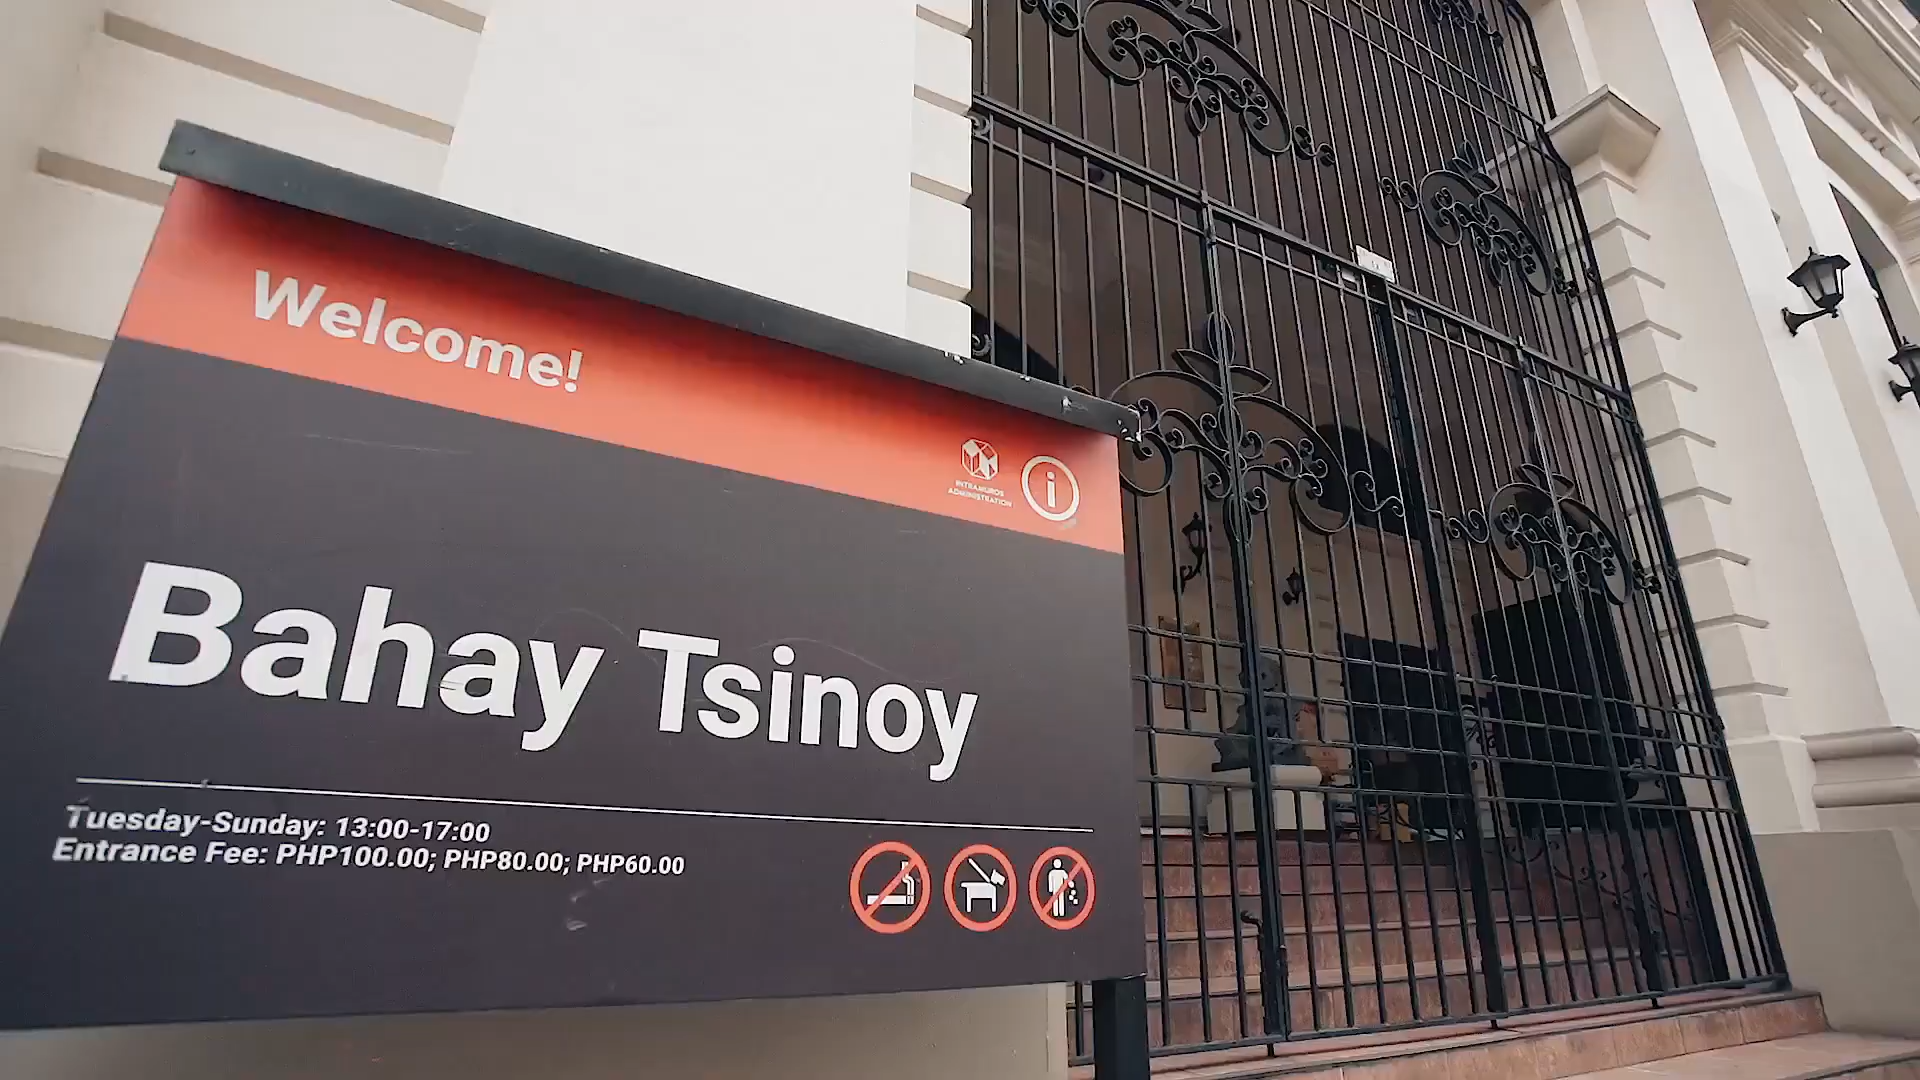 Welcome!
INTRAMUROS
ADMINISTRATION
i
Bahay Tsinoy
Tuesday-Sunday: 13:00-17:00
Entrance Fee: PHP100.00; PHP80.00; PHP60.00